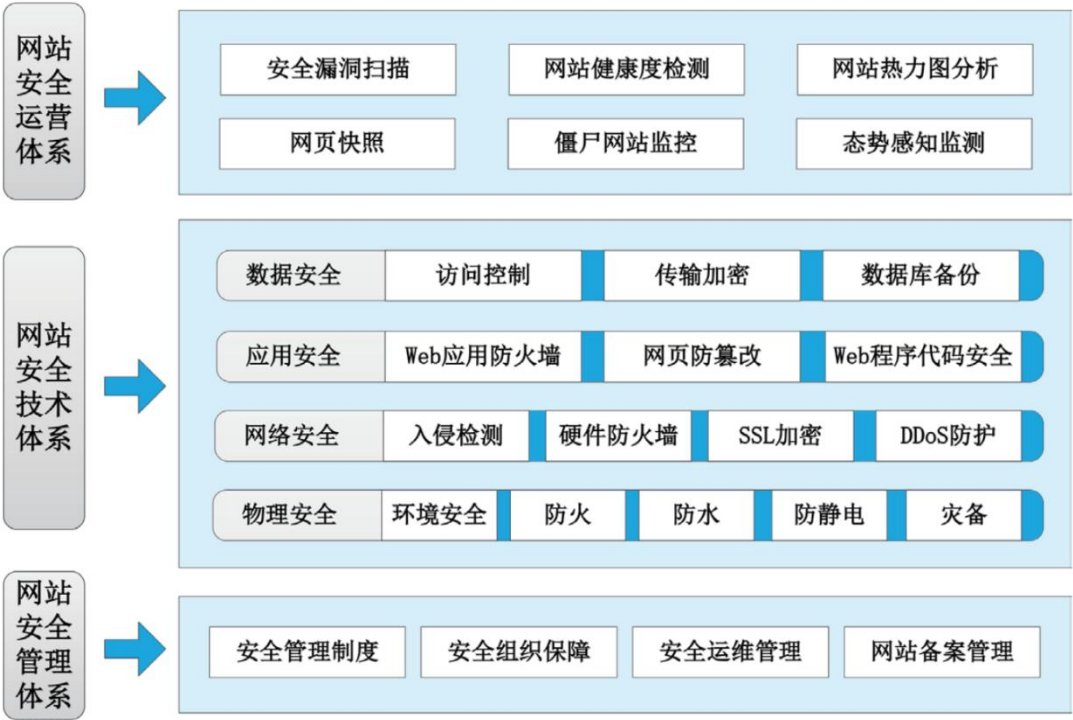 网站
安全
运营
体系
安全漏洞扫描
网站健康度检测
网站热力图分析
网页快照
僵尸网站监控
态势感知监测
网站
安全
技术
体系
数据安全
访问控制
传输加密
数据库备份
应用安全
Web应用防火墙
网页防篡改
Web程序代码安全
网络安全
入侵检测
硬件防火墙
SSL加密
DDoS防护
物理安全
环境安全
防火
防水
防静电
灾备
网站
安全
管理
体系
安全管理制度
安全组织保障
安全运维管理
网站备案管理